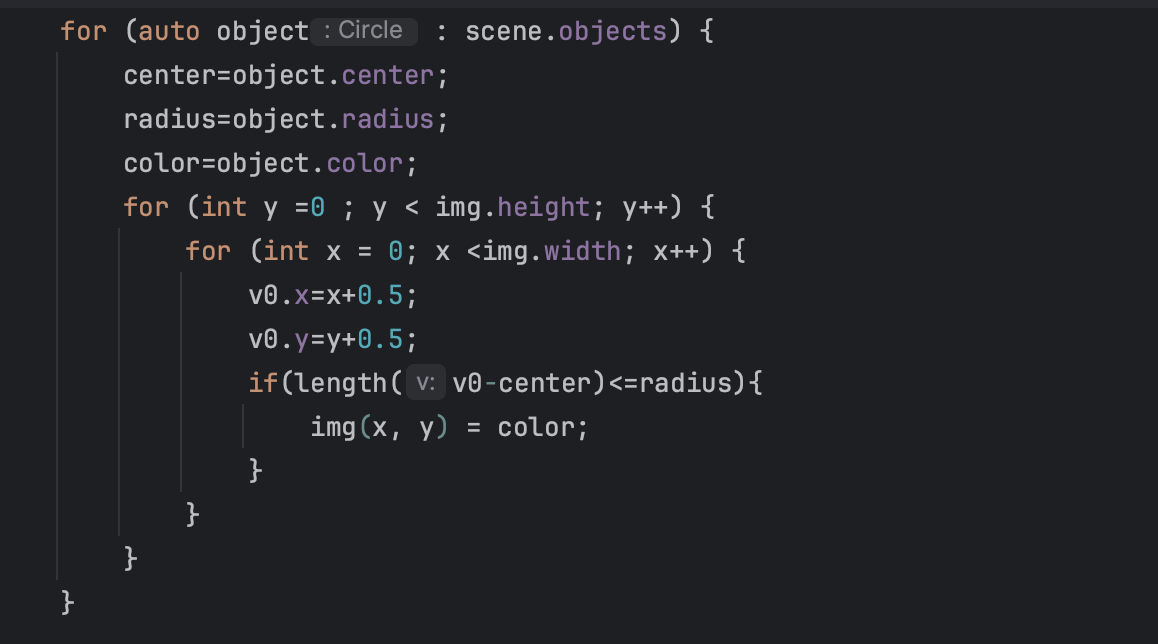 for (auto object : Circle : scene.objects) {
    center=object.center;
    radius=object.radius;
    color=object.color;
    for (int y =0 ; y < img.height; y++) {
        for (int x = 0; x <img.width; x++) {
            v0.x=x+0.5;
            v0.y=y+0.5;
            if(length( v: v0-center)<=radius){
                img(x, y) = color;
            }
        }
    }
}